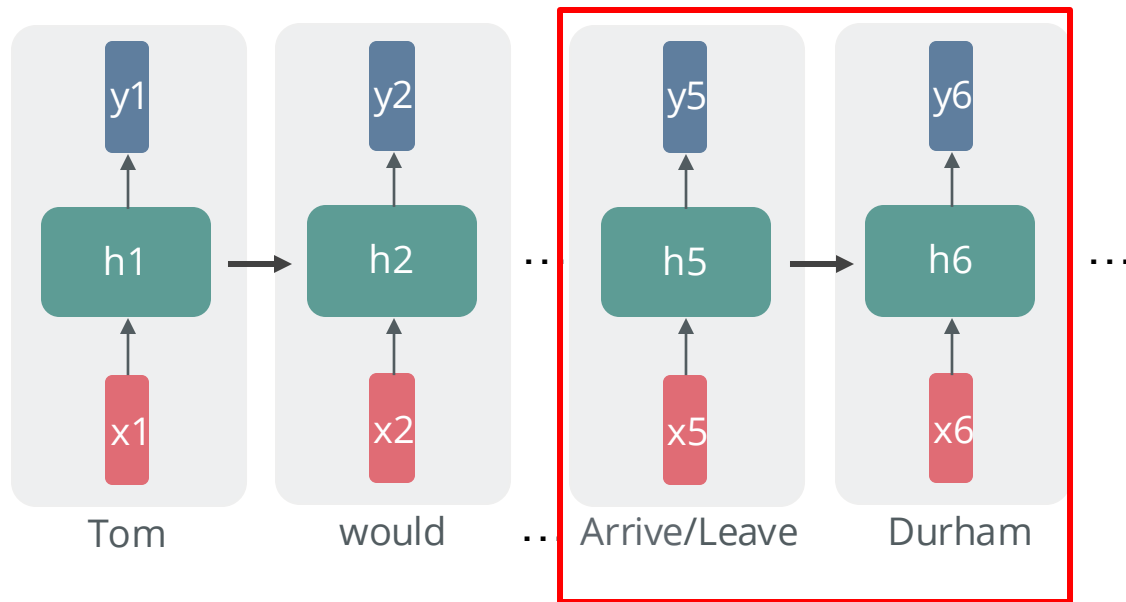 y1 y2 y5 y6
h1 h2 ... h5 h6 ...
x1 x2 x5 x6
Tom would ... Arrive/Leave Durham